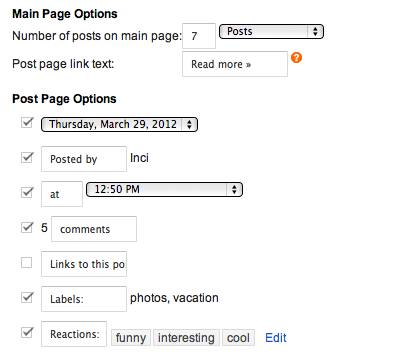 Main Page Options
Number of posts on main page: 7 Posts
Post page link text: Read more » ?
Post Page Options
Thursday, March 29, 2012
Posted by Inci
at 12:50 PM
5 comments
Links to this po
Labels: photos, vacation
Reactions: funny interesting cool Edit